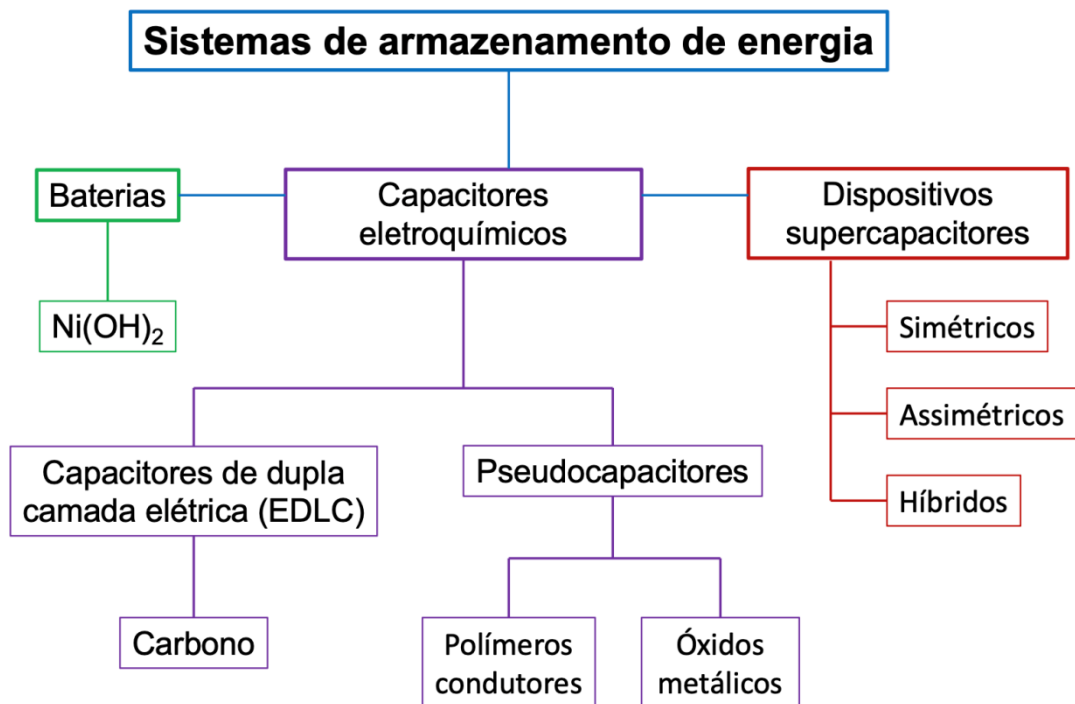 Sistemas de armazenamento de energia
Baterias
Capacitores
eletroquímicos
Dispositivos
supercapacitores
Ni(OH)₂
Simétricos
Assimétricos
Híbridos
Capacitores de dupla
camada elétrica (EDLC)
Pseudocapacitores
Carbono
Polímeros
condutores
Óxidos
metálicos